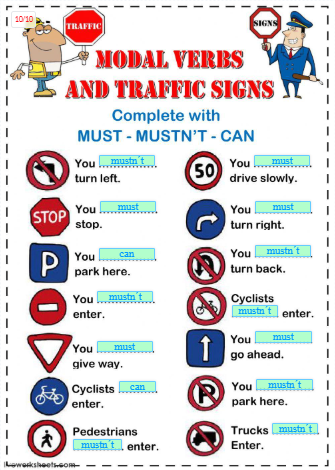 10/10
TRAFFIC
SIGNS
MODAL VERBS
AND TRAFFIC SIGNS
Complete with
MUST - MUSTN'T - CAN
You mustn´t
turn left.
You must
stop.
STOP
You can
park here.
P
You mustn´t
enter.
You must
give way.
Cyclists can
enter.
Pedestrians
mustn´t enter.
50
You must
drive slowly.
You must
turn right.
You mustn´t
turn back.
Cyclists
mustn´t enter.
You must
go ahead.
P
You mustn´t
park here.
Trucks mustn´t
Enter.
liveworksheets.com